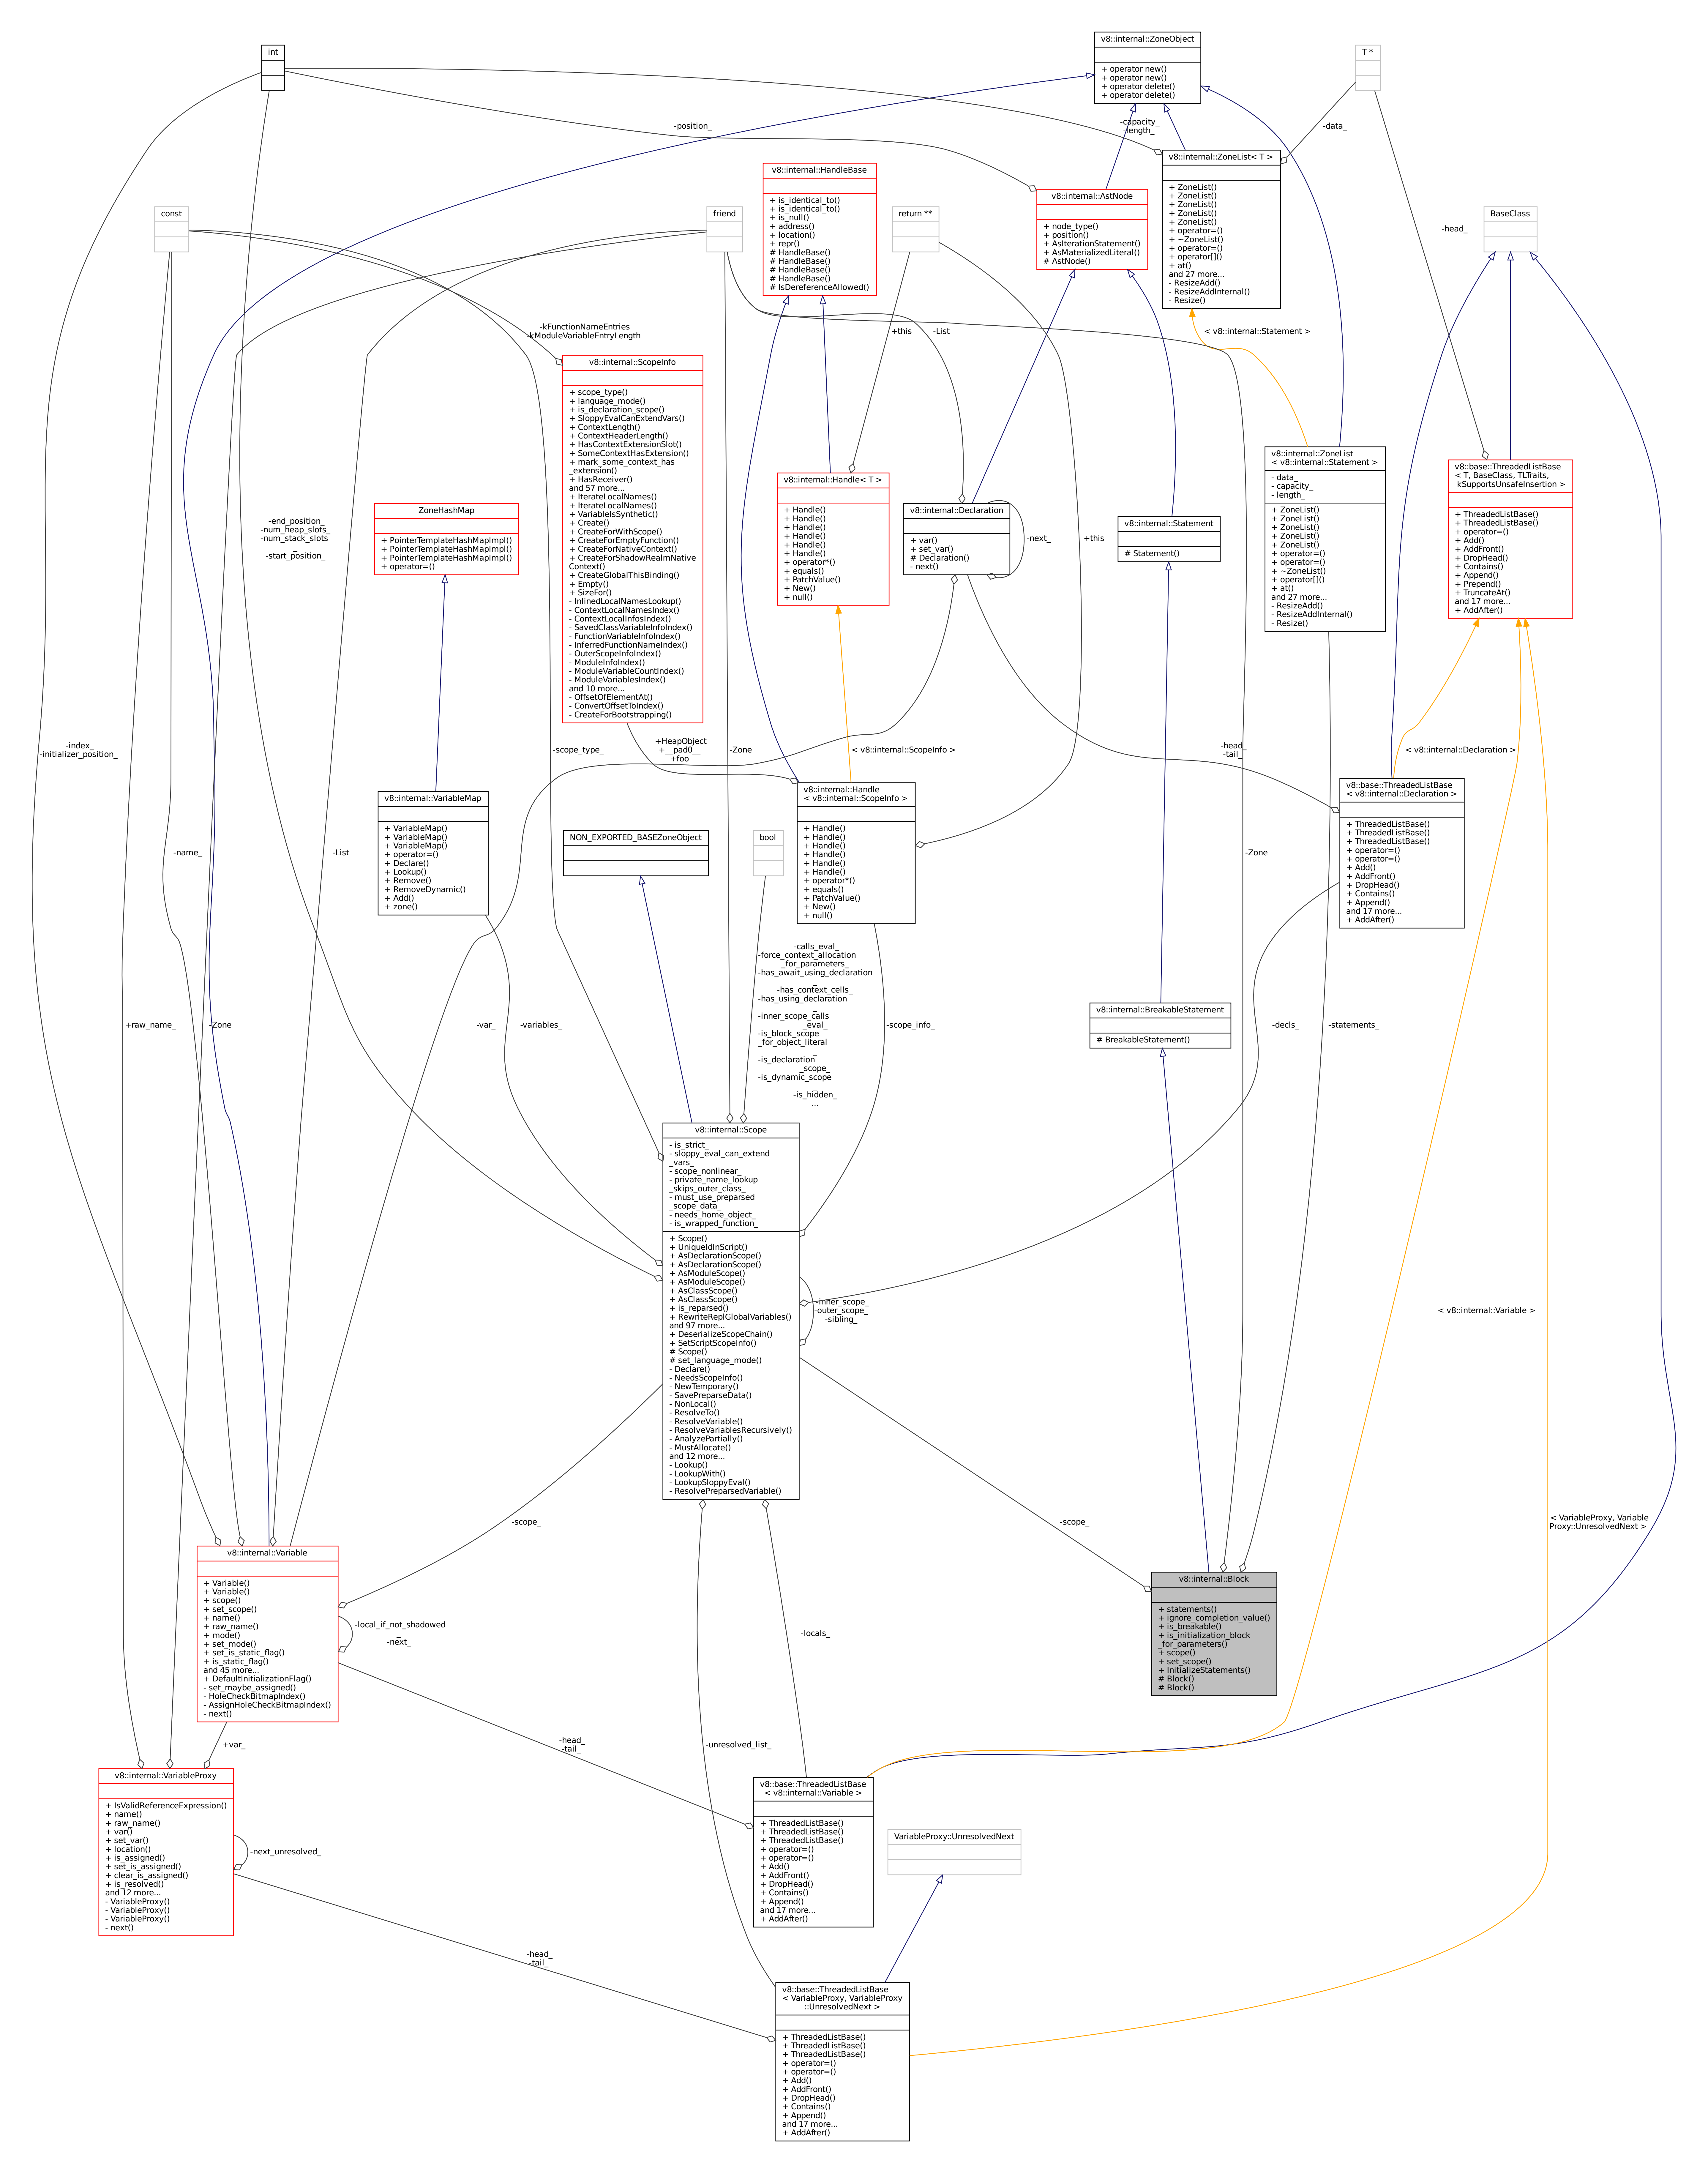 int
v8::internal::ZoneObject
+ operator new()
+ operator new()
+ operator delete()
+ operator delete()
T *
-position_
-capacity_
-length_
-data_
v8::internal::ZoneList< T >
+ ZoneList()
+ ZoneList()
+ ZoneList()
+ ZoneList()
+ ZoneList()
+ operator=()
+ ~ZoneList()
+ operator=()
+ operator[]()
+ at()
and 27 more...
- ResizeAdd()
- ResizeAddInternal()
- Resize()
v8::internal::HandleBase
+ is_identical_to()
+ is_identical_to()
+ is_null()
+ address()
+ location()
+ repr()
# HandleBase()
# HandleBase()
# HandleBase()
# HandleBase()
# IsDereferenceAllowed()
v8::internal::AstNode
+ node_type()
+ position()
+ AsIterationStatement()
+ AsMaterializedLiteral()
# AstNode()
const
friend
return **
BaseClass
-head_
-kFunctionNameEntries
-kModuleVariableEntryLength
+this
-List
< v8::internal::Statement >
v8::internal::ScopeInfo
+ scope_type()
+ language_mode()
+ is_declaration_scope()
+ SloppyEvalCanExtendVars()
+ ContextLength()
+ ContextHeaderLength()
+ HasContextExtensionSlot()
+ SomeContextHasExtension()
+ mark_some_context_has
_extension()
+ HasReceiver()
and 57 more...
+ IterateLocalNames()
+ IterateLocalNames()
+ VariableIsSynthetic()
+ Create()
+ CreateForWithScope()
+ CreateForEmptyFunction()
+ CreateForNativeContext()
+ CreateForShadowRealmNative
Context()
+ CreateGlobalThisBinding()
+ Empty()
+ SizeFor()
- InlinedLocalNamesLookup()
- ContextLocalNamesIndex()
- ContextLocalInfosIndex()
- SavedClassVariableInfoIndex()
- FunctionVariableInfoIndex()
- InferredFunctionNameIndex()
- OuterScopeInfoIndex()
- ModuleInfoIndex()
- ModuleVariableCountIndex()
- ModuleVariablesIndex()
and 10 more...
- OffsetOfElementAt()
- ConvertOffsetToIndex()
- CreateForBootstrapping()
v8::internal::ZoneList
< v8::internal::Statement >
- data_
- capacity_
- length_
+ ZoneList()
+ ZoneList()
+ ZoneList()
+ ZoneList()
+ ZoneList()
+ operator=()
+ operator=()
+ ~ZoneList()
+ operator[]()
+ at()
and 27 more...
- ResizeAdd()
- ResizeAddInternal()
- Resize()
v8::base::ThreadedListBase
< T, BaseClass, TLTraits,
kSupportsUnsafeInsertion >
+ ThreadedListBase()
+ ThreadedListBase()
+ operator=()
+ Add()
+ AddFront()
+ DropHead()
+ Contains()
+ Append()
+ Prepend()
+ TruncateAt()
and 17 more...
+ AddAfter()
v8::internal::Handle< T >
+ Handle()
+ Handle()
+ Handle()
+ Handle()
+ Handle()
+ Handle()
+ operator*()
+ equals()
+ PatchValue()
+ New()
+ null()
v8::internal::Declaration
+ var()
+ set_var()
# Declaration()
- next()
-next_
+this
v8::internal::Statement
# Statement()
ZoneHashMap
+ PointerTemplateHashMapImpl()
+ PointerTemplateHashMapImpl()
+ PointerTemplateHashMapImpl()
+ operator=()
-end_position_
-num_heap_slots_
-num_stack_slots
_
-start_position_
-index_
-initializer_position_
-scope_type_
+HeapObject
+__pad0__
+foo
-Zone
< v8::internal::ScopeInfo >
-head_
-tail_
< v8::internal::Declaration >
v8::internal::VariableMap
+ VariableMap()
+ VariableMap()
+ VariableMap()
+ operator=()
+ Declare()
+ Lookup()
+ Remove()
+ RemoveDynamic()
+ Add()
+ zone()
v8::internal::Handle
< v8::internal::ScopeInfo >
+ Handle()
+ Handle()
+ Handle()
+ Handle()
+ Handle()
+ Handle()
+ operator*()
+ equals()
+ PatchValue()
+ New()
+ null()
v8::base::ThreadedListBase
< v8::internal::Declaration >
+ ThreadedListBase()
+ ThreadedListBase()
+ ThreadedListBase()
+ operator=()
+ operator=()
+ Add()
+ AddFront()
+ DropHead()
+ Contains()
+ Append()
and 17 more...
+ AddAfter()
NON_EXPORTED_BASEZoneObject
bool
-name_
-List
-Zone
-calls_eval_
-force_context_allocation
_for_parameters_
-has_await_using_declaration
_
-has_context_cells_
-has_using_declaration
_
-inner_scope_calls
_eval_
-is_block_scope
_for_object_literal
_
-is_declaration
_scope_
-is_dynamic_scope
_
-is_hidden_
...
+raw_name_
-Zone
-var_
-variables_
-scope_info_
v8::internal::BreakableStatement
# BreakableStatement()
-decls_
-statements_
v8::internal::Scope
- is_strict_
- sloppy_eval_can_extend
_vars_
- scope_nonlinear_
- private_name_lookup
_skips_outer_class_
- must_use_preparsed
_scope_data_
- needs_home_object_
- is_wrapped_function_
+ Scope()
+ UniqueIdInScript()
+ AsDeclarationScope()
+ AsDeclarationScope()
+ AsModuleScope()
+ AsModuleScope()
+ AsClassScope()
+ AsClassScope()
+ is_reparsed()
+ RewriteReplGlobalVariables()
and 97 more...
+ DeserializeScopeChain()
+ SetScriptScopeInfo()
# Scope()
# set_language_mode()
- Declare()
- NeedsScopeInfo()
- NewTemporary()
- SavePreparseData()
- NonLocal()
- ResolveTo()
- ResolveVariable()
- ResolveVariablesRecursively()
- AnalyzePartially()
- MustAllocate()
and 12 more...
- Lookup()
- LookupWith()
- LookupSloppyEval()
- ResolvePreparsedVariable()
-inner_scope_
-outer_scope_
-sibling_
< v8::internal::Variable >
-scope_
-scope_
< VariableProxy, Variable
Proxy::UnresolvedNext >
v8::internal::Variable
+ Variable()
+ Variable()
+ scope()
+ set_scope()
+ name()
+ raw_name()
+ mode()
+ set_mode()
+ set_is_static_flag()
+ is_static_flag()
and 45 more...
+ DefaultInitializationFlag()
- set_maybe_assigned()
- HoleCheckBitmapIndex()
- AssignHoleCheckBitmapIndex()
- next()
-local_if_not_shadowed
_
-next_
-locals_
v8::internal::Block
+ statements()
+ ignore_completion_value()
+ is_breakable()
+ is_initialization_block
_for_parameters()
+ scope()
+ set_scope()
+ InitializeStatements()
# Block()
# Block()
+var_
-head_
-tail_
-unresolved_list_
v8::internal::VariableProxy
+ IsValidReferenceExpression()
+ name()
+ raw_name()
+ var()
+ set_var()
+ location()
+ is_assigned()
+ set_is_assigned()
+ clear_is_assigned()
+ is_resolved()
and 12 more...
- VariableProxy()
- VariableProxy()
- VariableProxy()
- next()
-next_unresolved_
v8::base::ThreadedListBase
< v8::internal::Variable >
+ ThreadedListBase()
+ ThreadedListBase()
+ ThreadedListBase()
+ operator=()
+ operator=()
+ Add()
+ AddFront()
+ DropHead()
+ Contains()
+ Append()
and 17 more...
+ AddAfter()
VariableProxy::UnresolvedNext
-head_
-tail_
v8::base::ThreadedListBase
< VariableProxy, VariableProxy
::UnresolvedNext >
+ ThreadedListBase()
+ ThreadedListBase()
+ ThreadedListBase()
+ operator=()
+ operator=()
+ Add()
+ AddFront()
+ DropHead()
+ Contains()
+ Append()
and 17 more...
+ AddAfter()